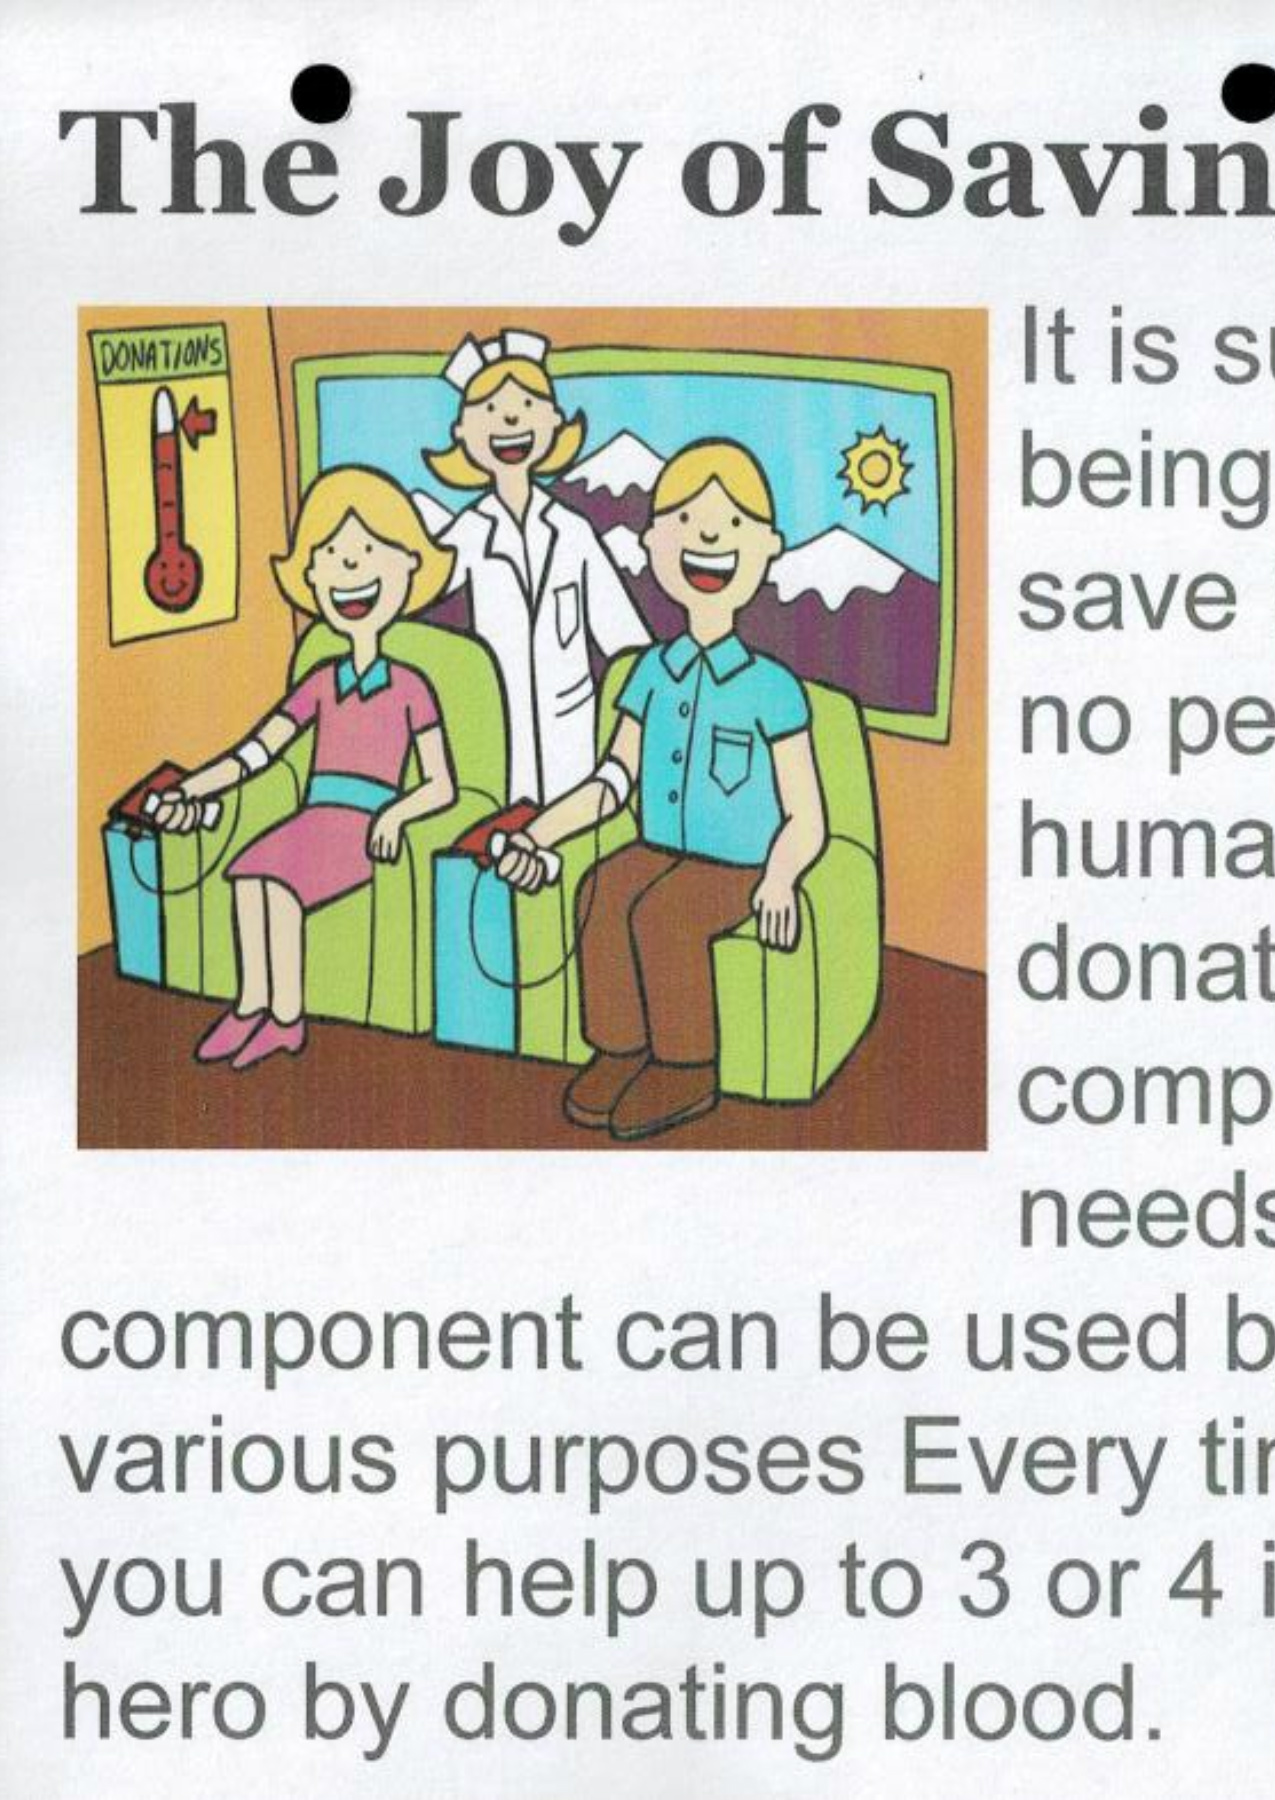 The Joy of Savin
DONATIONS
It is su
being
save
no pe
huma
donat
comp
needs
component can be used b
various purposes Every tin
you can help up to 3 or 4 i
hero by donating blood.